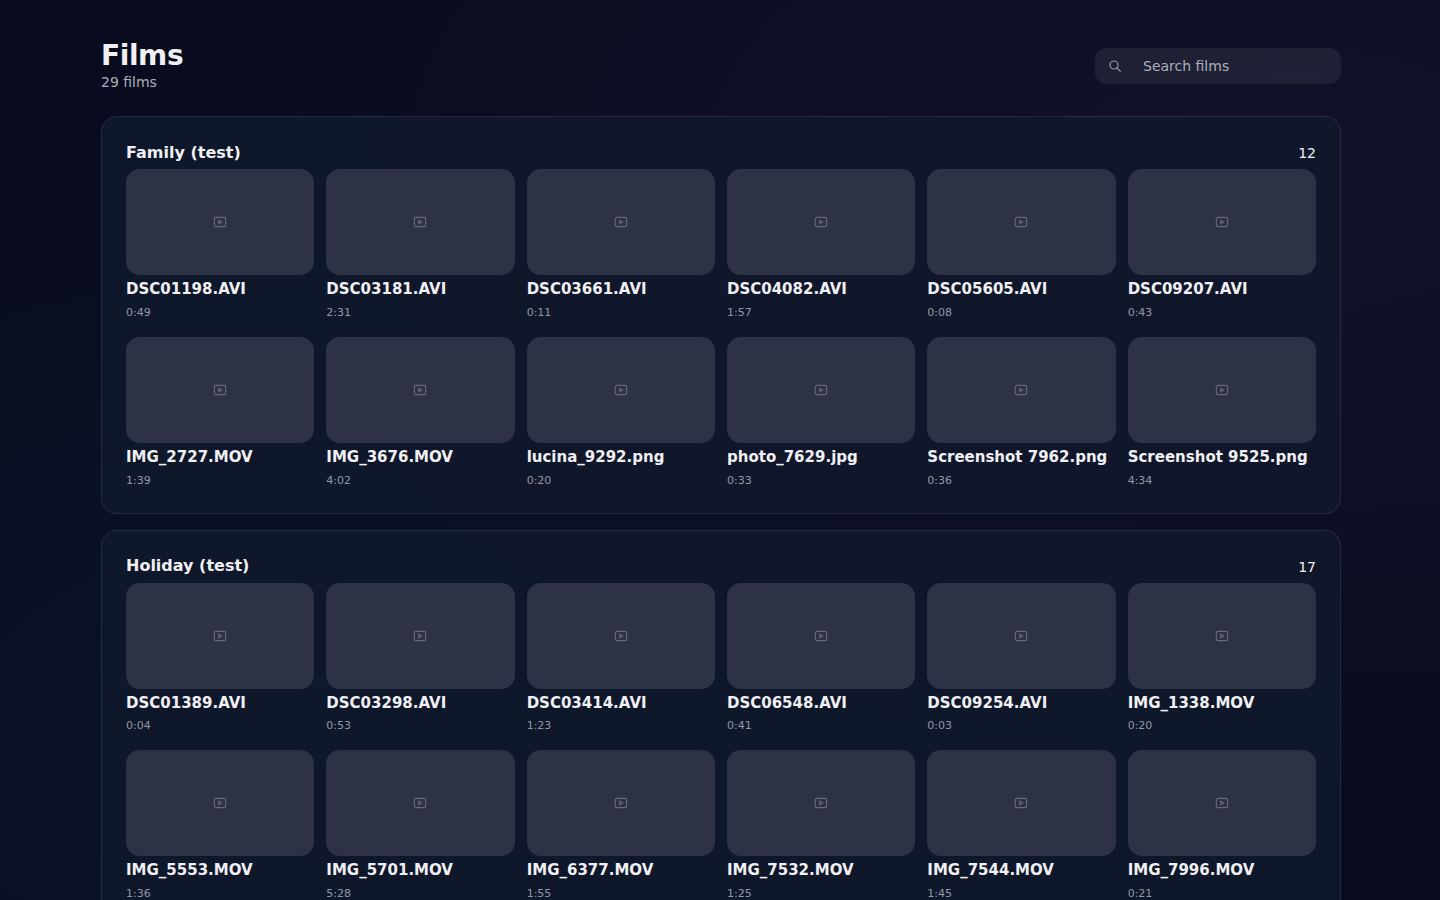 Films
29 films
Search films
Family (test)
12
DSC01198.AVI
0:49
DSC03181.AVI
2:31
DSC03661.AVI
0:11
DSC04082.AVI
1:57
DSC05605.AVI
0:08
DSC09207.AVI
0:43
IMG_2727.MOV
1:39
IMG_3676.MOV
4:02
lucina_9292.png
0:20
photo_7629.jpg
0:33
Screenshot 7962.png
0:36
Screenshot 9525.png
4:34
Holiday (test)
17
DSC01389.AVI
0:04
DSC03298.AVI
0:53
DSC03414.AVI
1:23
DSC06548.AVI
0:41
DSC09254.AVI
0:03
IMG_1338.MOV
0:20
IMG_5553.MOV
1:36
IMG_5701.MOV
5:28
IMG_6377.MOV
1:55
IMG_7532.MOV
1:25
IMG_7544.MOV
1:45
IMG_7996.MOV
0:21